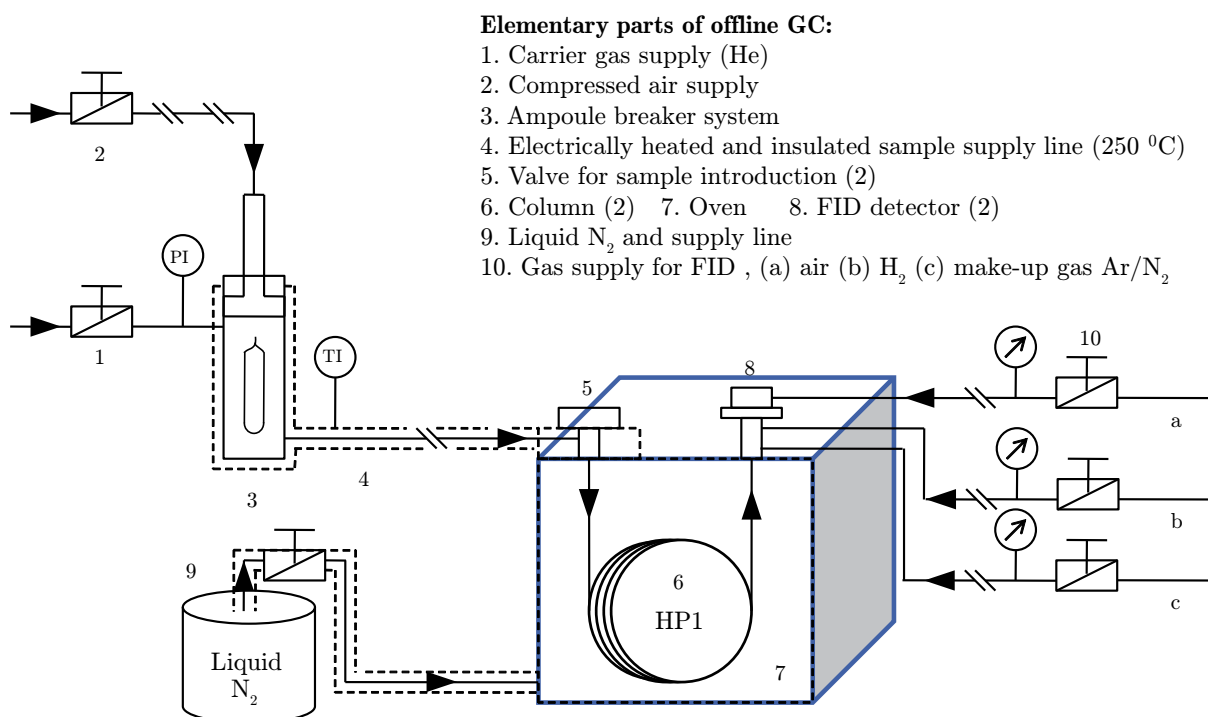 Elementary parts of offline GC:
1. Carrier gas supply (He)
2. Compressed air supply
3. Ampoule breaker system
4. Electrically heated and insulated sample supply line (250 ⁰C)
5. Valve for sample introduction (2)
6. Column (2) 7. Oven 8. FID detector (2)
9. Liquid N₂ and supply line
10. Gas supply for FID , (a) air (b) H₂ (c) make-up gas Ar/N₂
2
PI
1
TI
10
8
5
a
4
3
b
9
6
HP1
c
7
Liquid
N₂